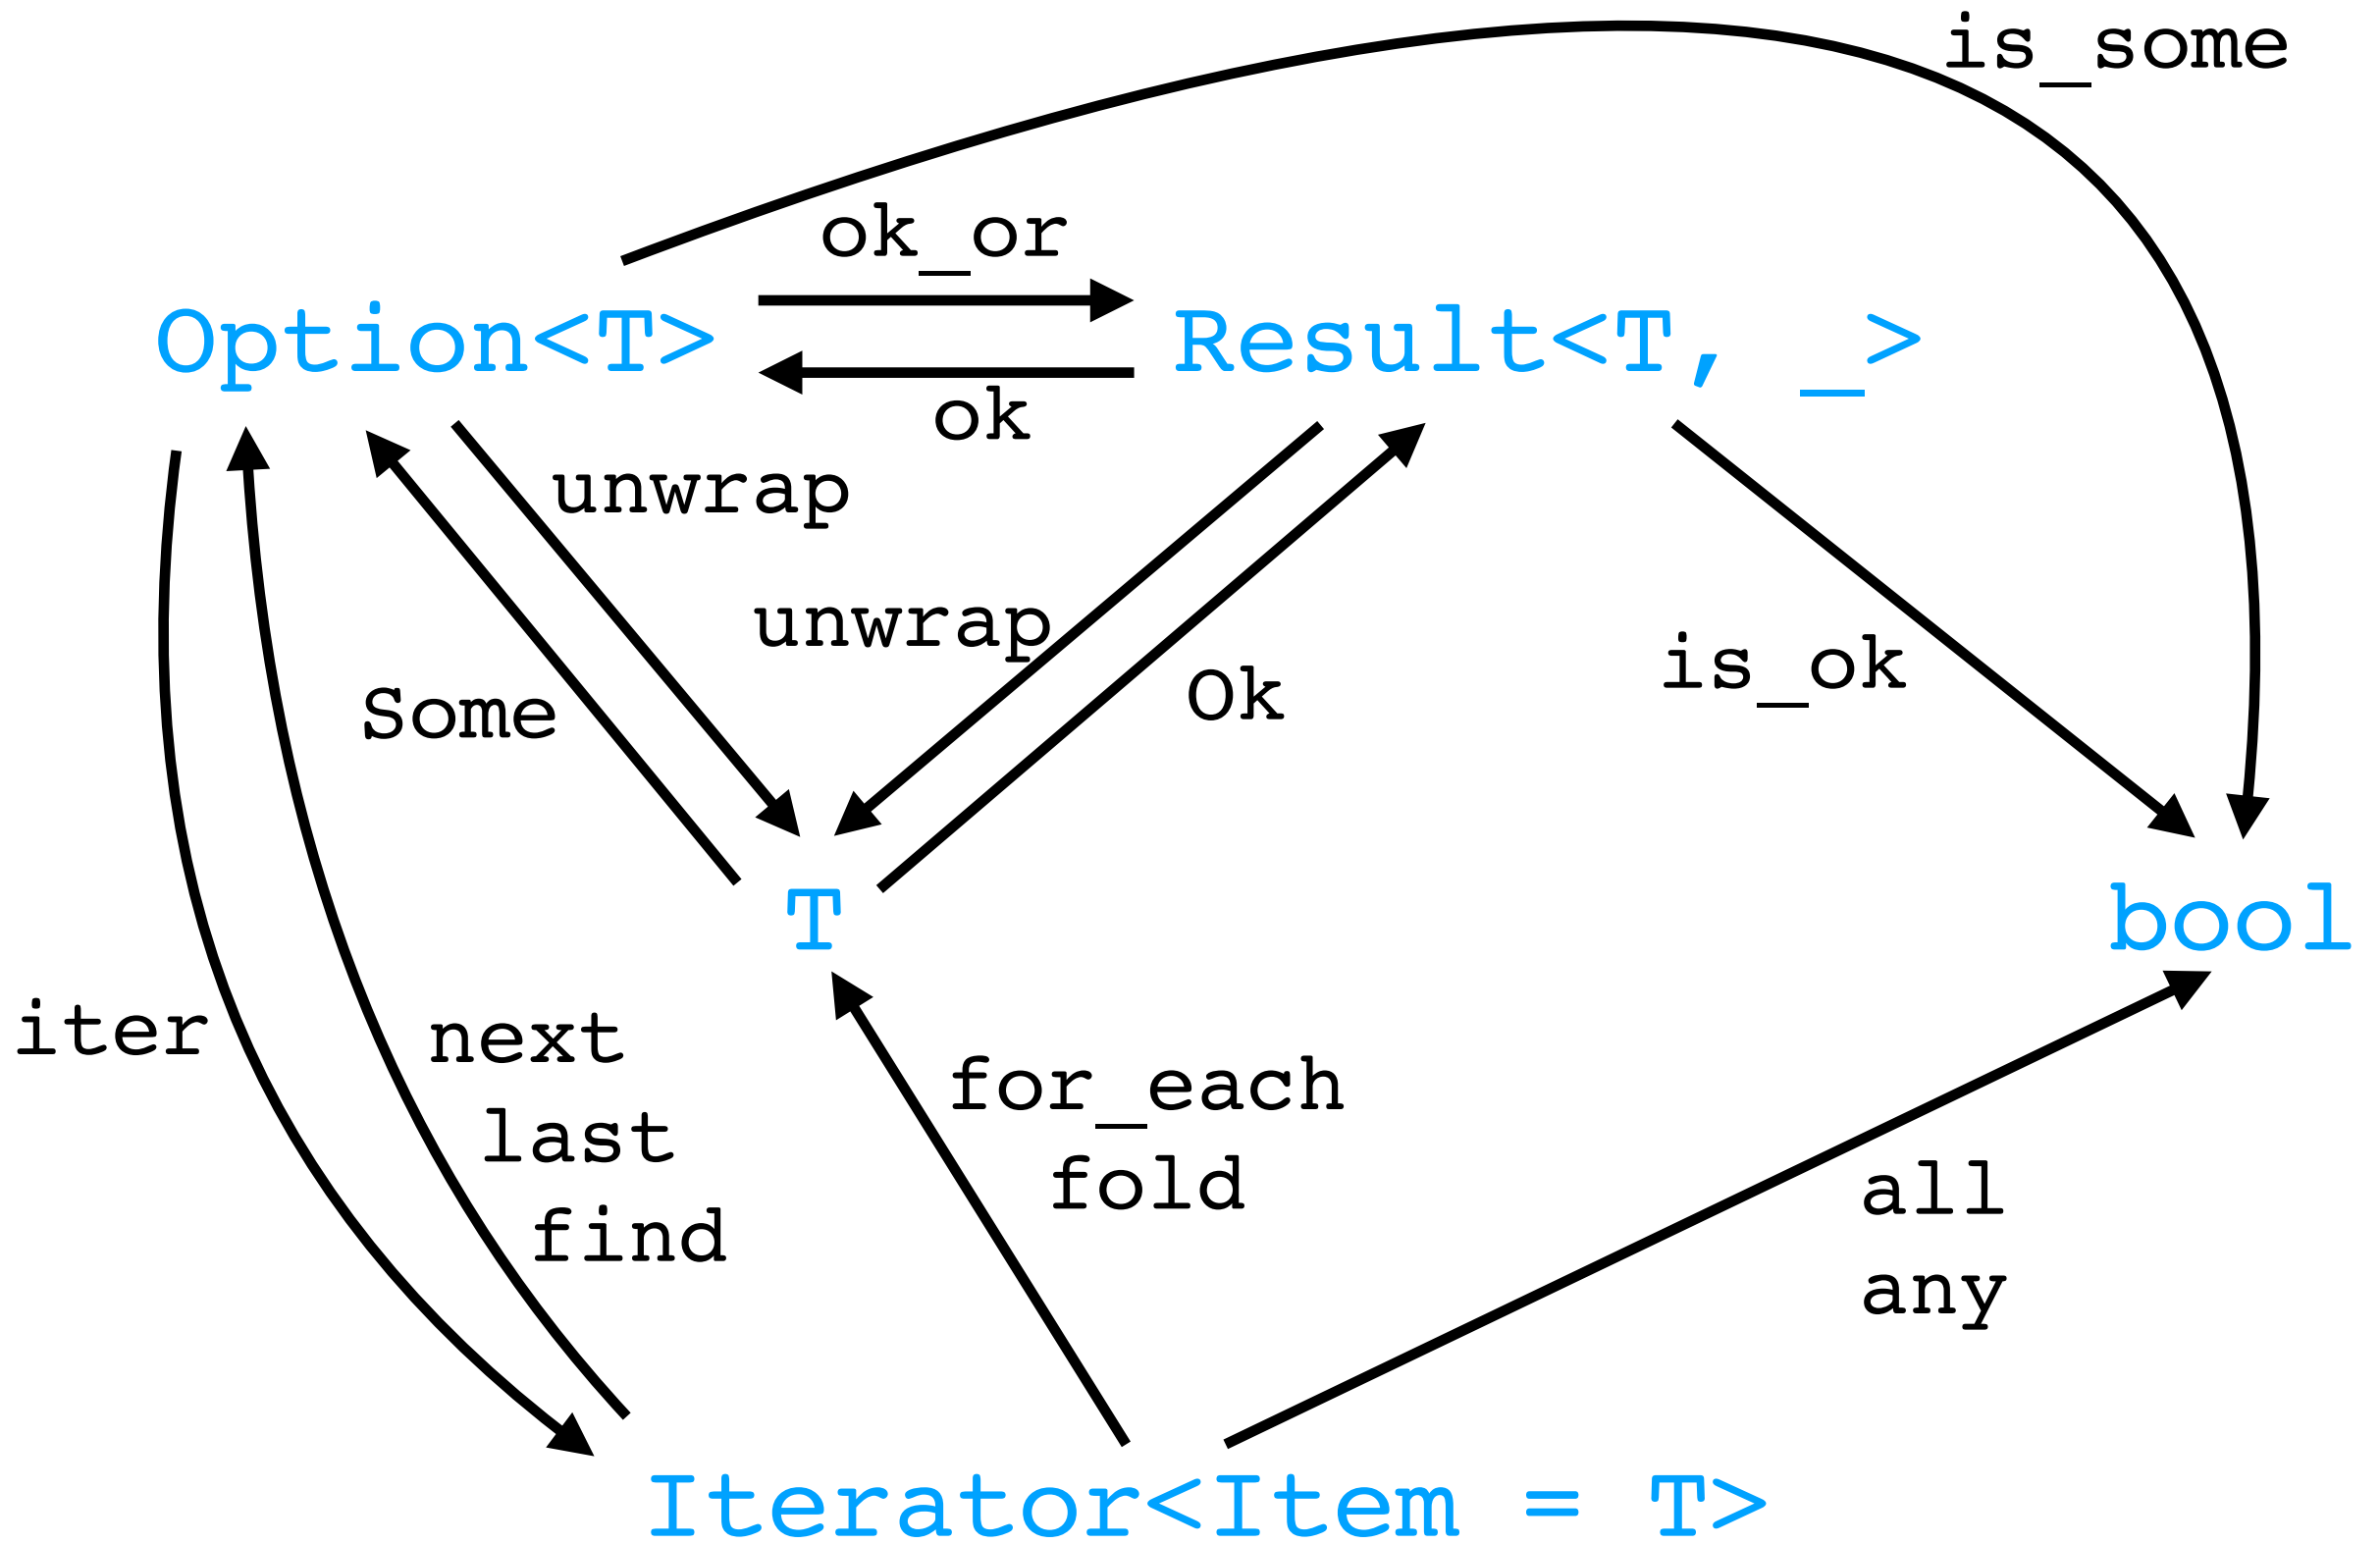 is_some
ok_or
Option<T>
Result<T, _>
ok
unwrap
unwrap
is_ok
Ok
Some
T
bool
iter
next
last
find
for_each
fold
all
any
Iterator<Item = T>